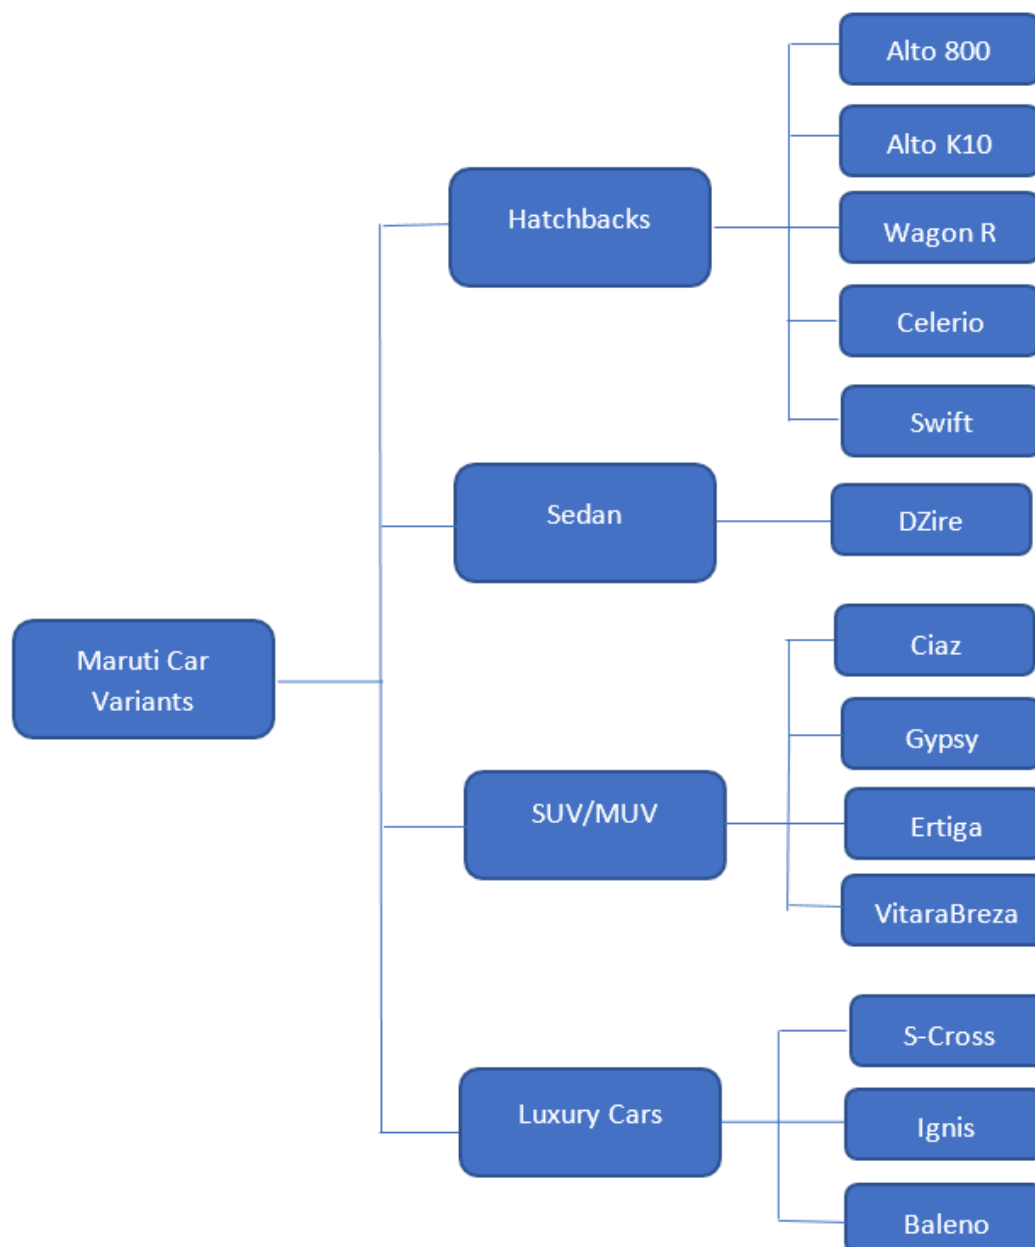 Maruti Car
Variants
Hatchbacks
Alto 800
Alto K10
Wagon R
Celerio
Swift
Sedan
DZire
SUV/MUV
Ciaz
Gypsy
Ertiga
VitaraBreza
Luxury Cars
S-Cross
Ignis
Baleno